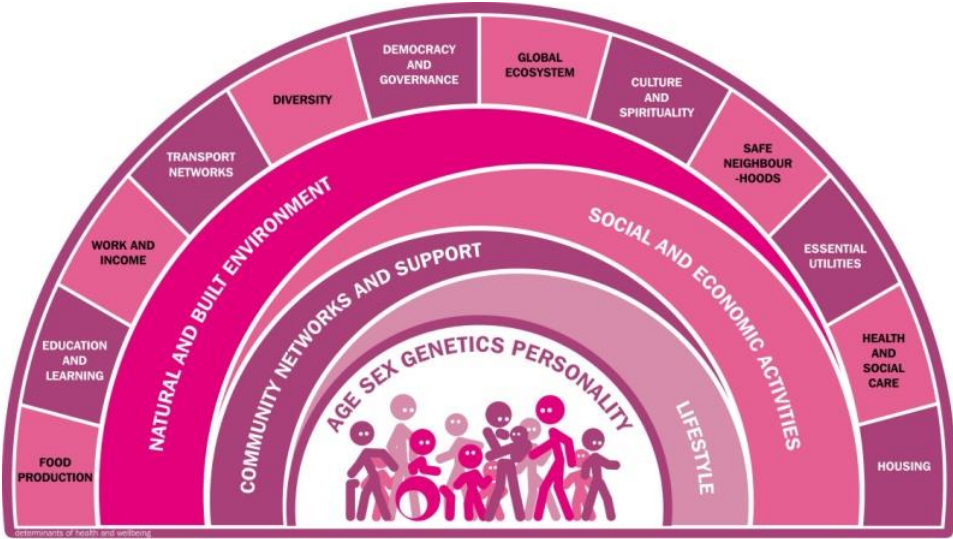 FOOD
PRODUCTION
EDUCATION
AND
LEARNING
WORK AND
INCOME
TRANSPORT
NETWORKS
DIVERSITY
DEMOCRACY
AND
GOVERNANCE
GLOBAL
ECOSYSTEM
CULTURE
AND
SPIRITUALITY
SAFE
NEIGHBOUR
-HOODS
ESSENTIAL
UTILITIES
HEALTH
AND
SOCIAL
CARE
HOUSING
NATURAL AND BUILT ENVIRONMENT
SOCIAL AND ECONOMIC ACTIVITIES
COMMUNITY NETWORKS AND SUPPORT
LIFESTYLE
AGE SEX GENETICS PERSONALITY
determinants of health and wellbeing